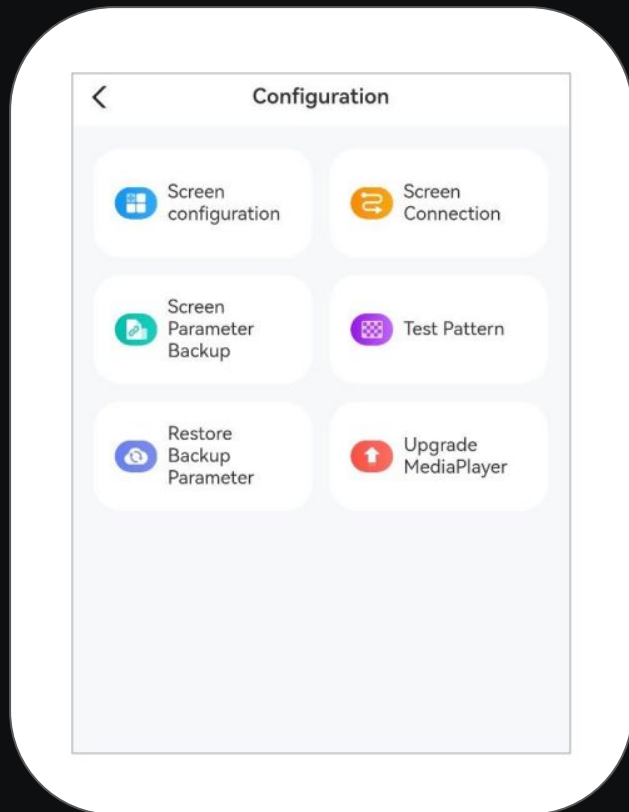 Configuration
Screen
configuration
Screen
Connection
Screen
Parameter
Backup
Test Pattern
Restore
Backup
Parameter
Upgrade
MediaPlayer